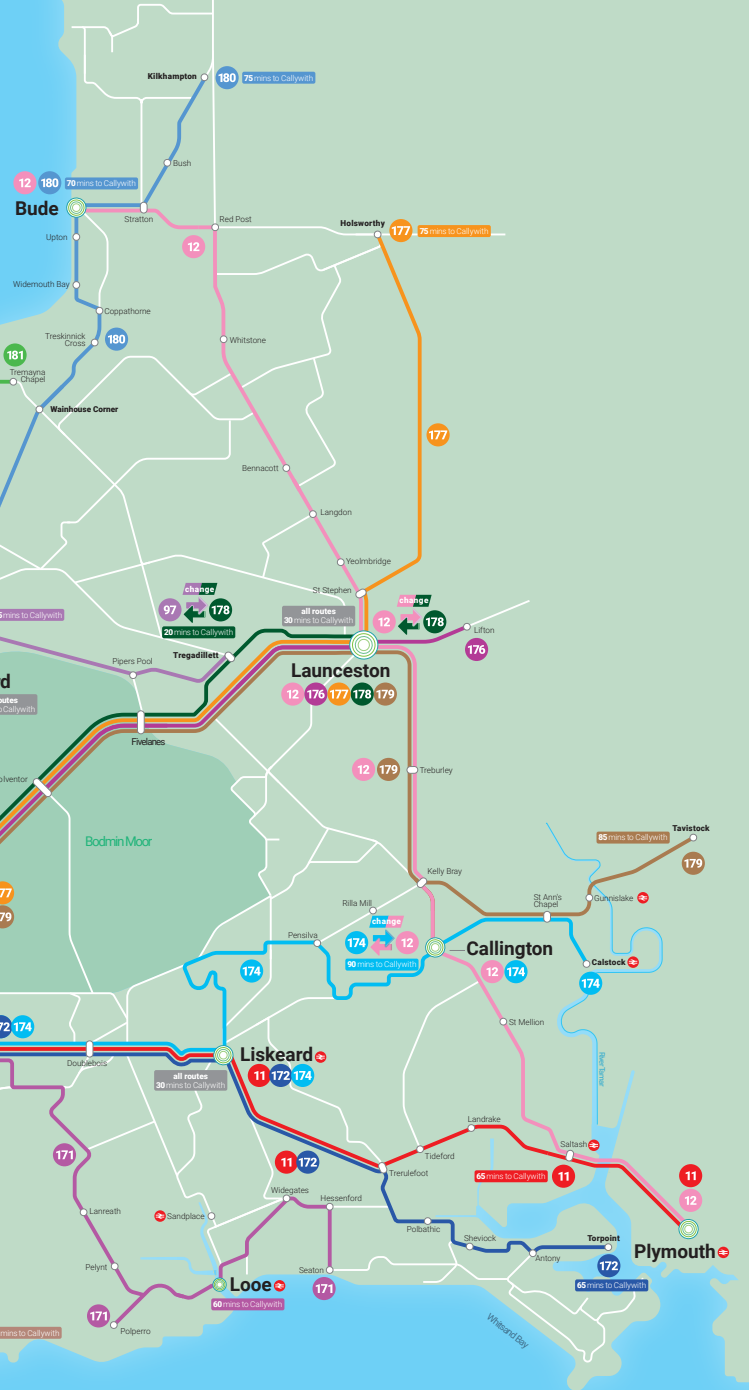 Kilkhampton
180
75 mins to Callywith
Bush
12
180
70 mins to Callywith
Bude
Stratton
Red Post
Holsworthy
177
75 mins to Callywith
Upton
12
Widemouth Bay
Coppathorne
Treskinnick
Cross
180
Whitstone
181
Tremayna
Chapel
Wainhouse Corner
177
Bennacott
Langdon
Yeolmbridge
St Stephen
change
97
178
20 mins to Callywith
all routes
30 mins to Callywith
change
12
178
mins to Callywith
Lifton
176
Tregadillett
Pipers Pool
Launceston
12
176
177
178
179
Callywith
Fivelanes
12
179
Treburley
Bodmin Moor
85 mins to Callywith
Tavistock
179
Kelly Bray
St Ann's
Chapel
Gunnislake
Rilla Mill
change
174
12
90 mins to Callywith
Pensilva
174
Callington
12
174
Calstock
174
St Mellion
174
Doublebois
Liskeard
11
172
174
all routes
30 mins to Callywith
River Tamar
171
11
172
Landrake
Tideford
Trerulefoot
Saltash
65 mins to Callywith
11
11
12
Plymouth
Widegates
Hessenford
Lanreath
Sandplace
Polbathic
Sheviock
Antony
Torpoint
172
65 mins to Callywith
Pelynt
Seaton
171
Looe
60 mins to Callywith
171
Polperro
mins to Callywith
Whitsand Bay